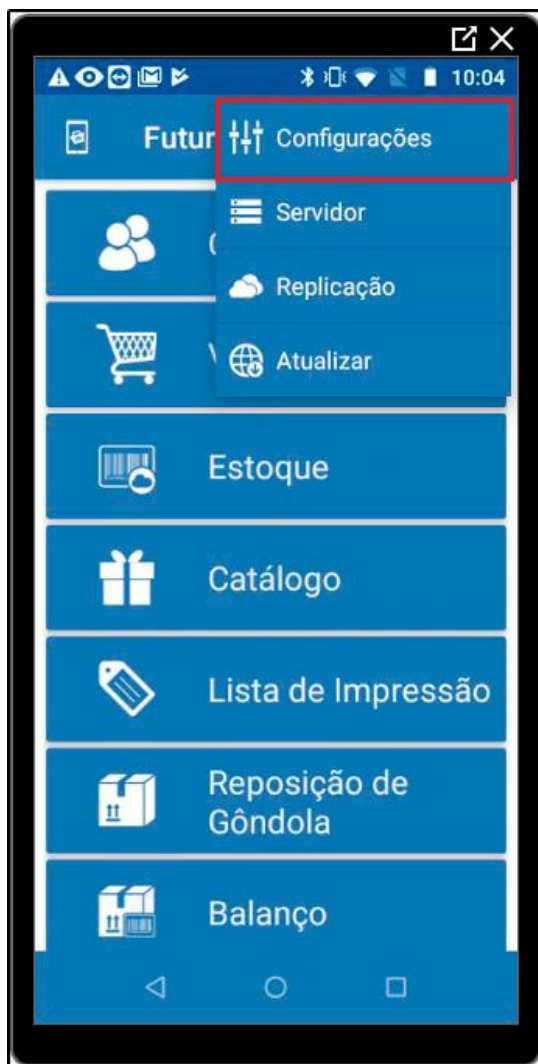 10:04
Futur
Configurações
Servidor
Replicação
Atualizar
Estoque
Catálogo
Lista de Impressão
Reposição de
Gôndola
Balanço